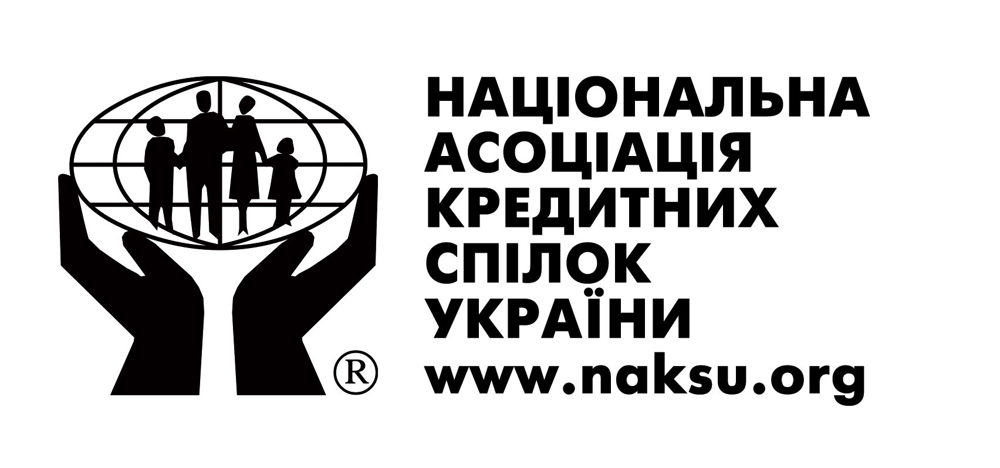 НАЦІОНАЛЬНА
АСОЦІАЦІЯ
КРЕДИТНИХ
СПІЛОК
УКРАЇНИ
www.naksu.org
®